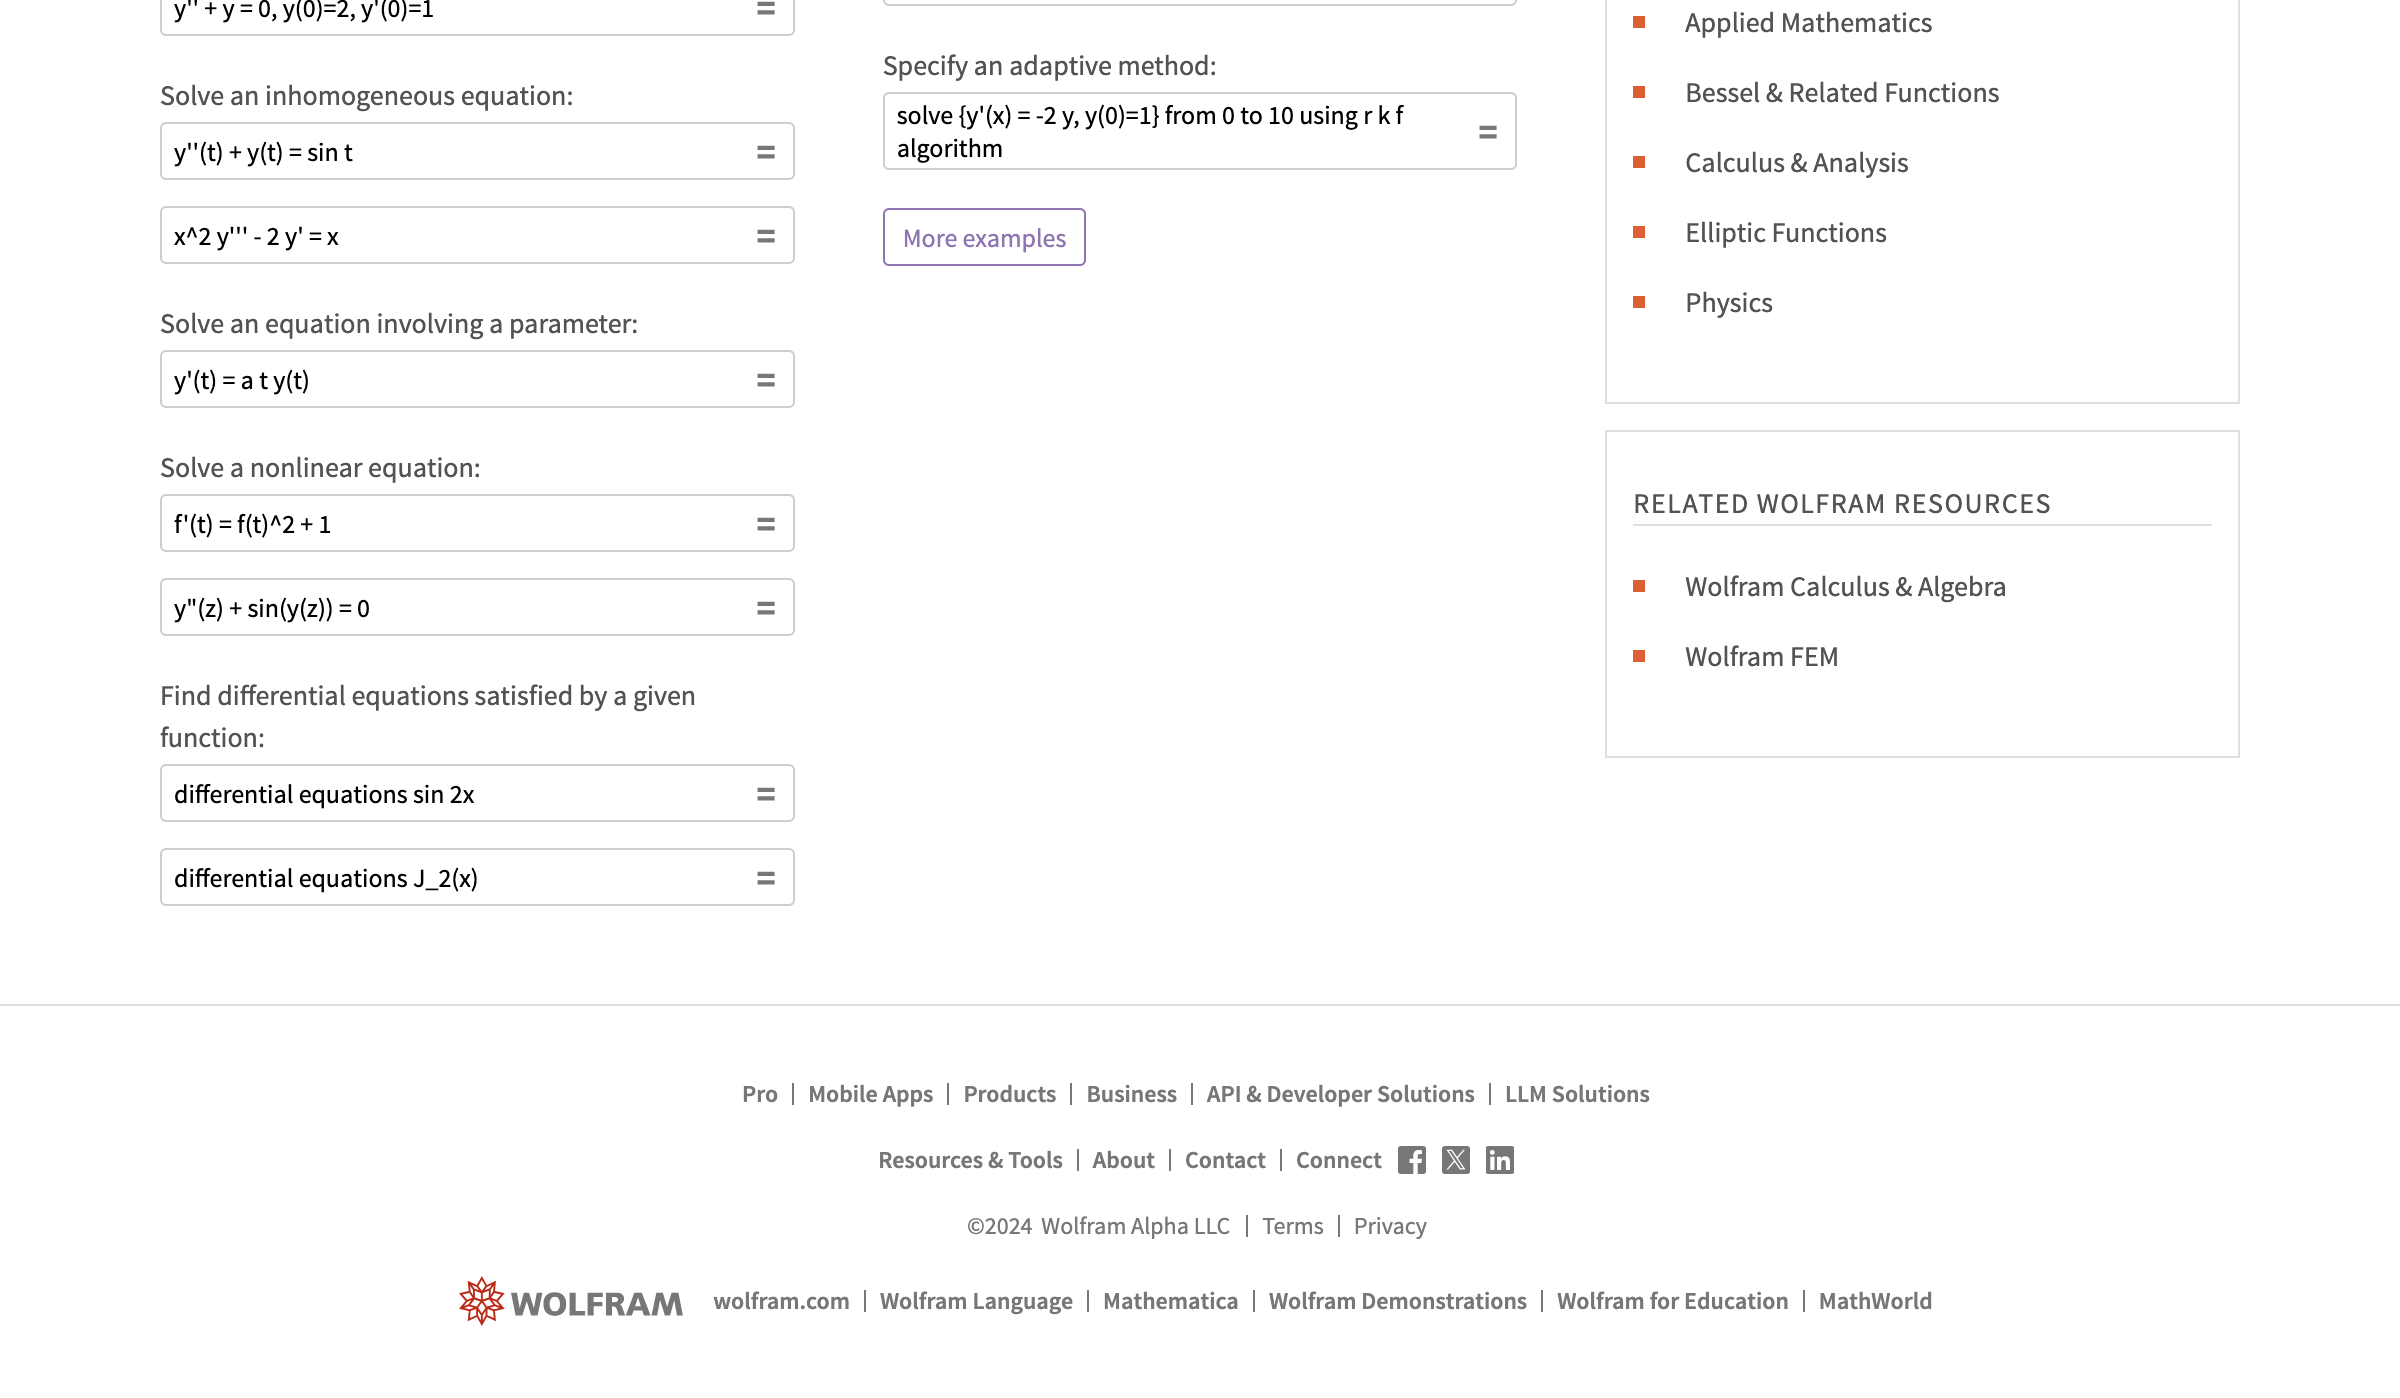 y'' + y = 0, y(0)=2, y'(0)=1
=
Solve an inhomogeneous equation:
y''(t) + y(t) = sin t
=
x^2 y''' - 2 y' = x
=
Solve an equation involving a parameter:
y'(t) = a t y(t)
=
Solve a nonlinear equation:
f'(t) = f(t)^2 + 1
=
y"(z) + sin(y(z)) = 0
=
Find differential equations satisfied by a given
function:
differential equations sin 2x
=
differential equations J_2(x)
=
Specify an adaptive method:
solve {y'(x) = -2 y, y(0)=1} from 0 to 10 using r k f
algorithm
=
More examples
Applied Mathematics
Bessel & Related Functions
Calculus & Analysis
Elliptic Functions
Physics
RELATED WOLFRAM RESOURCES
Wolfram Calculus & Algebra
Wolfram FEM
Pro | Mobile Apps | Products | Business | API & Developer Solutions | LLM Solutions
Resources & Tools | About | Contact | Connect
©2024 Wolfram Alpha LLC | Terms | Privacy
WOLFRAM wolfram.com | Wolfram Language | Mathematica | Wolfram Demonstrations | Wolfram for Education | MathWorld